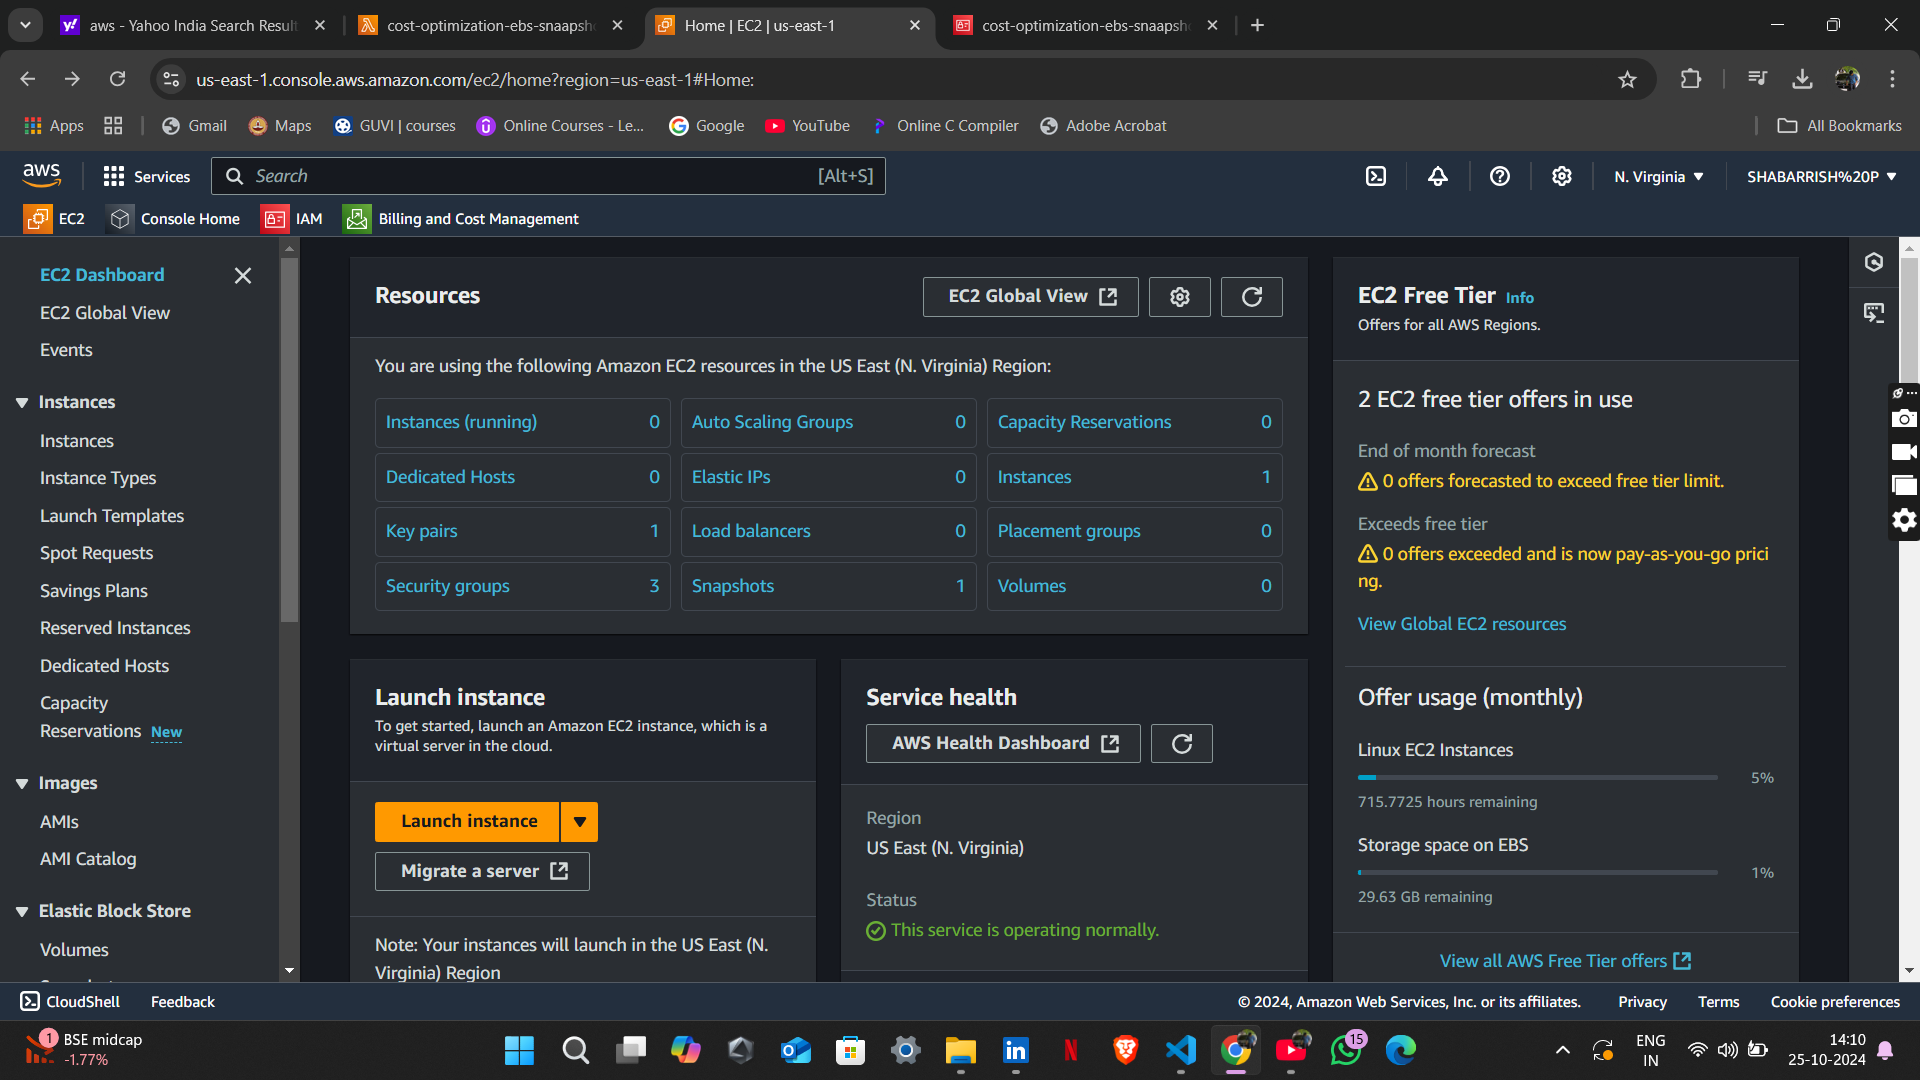 aws - Yahoo India Search Result
cost-optimization-ebs-snaapsh
Home | EC2 | us-east-1
cost-optimization-ebs-snaapsh
us-east-1.console.aws.amazon.com/ec2/home?region=us-east-1#Home:
Apps
Gmail
Maps
GUVI | courses
Online Courses - Le...
Google
YouTube
Online C Compiler
Adobe Acrobat
All Bookmarks
aws
Services
Search
[Alt+S]
N. Virginia
SHABARRISH%20P
EC2
Console Home
IAM
Billing and Cost Management
EC2 Dashboard
EC2 Global View
Events
Instances
Instances
Instance Types
Launch Templates
Spot Requests
Savings Plans
Reserved Instances
Dedicated Hosts
Capacity
Reservations New
Images
AMIs
AMI Catalog
Elastic Block Store
Volumes
Resources
EC2 Global View
You are using the following Amazon EC2 resources in the US East (N. Virginia) Region:
Instances (running) 0
Auto Scaling Groups 0
Capacity Reservations 0
Dedicated Hosts 0
Elastic IPs 0
Instances 1
Key pairs 1
Load balancers 0
Placement groups 0
Security groups 3
Snapshots 1
Volumes 0
Launch instance
To get started, launch an Amazon EC2 instance, which is a
virtual server in the cloud.
Launch instance
Migrate a server
Note: Your instances will launch in the US East (N.
Virginia) Region
Service health
AWS Health Dashboard
Region
US East (N. Virginia)
Status
This service is operating normally.
EC2 Free Tier Info
Offers for all AWS Regions.
2 EC2 free tier offers in use
End of month forecast
0 offers forecasted to exceed free tier limit.
Exceeds free tier
0 offers exceeded and is now pay-as-you-go prici
ng.
View Global EC2 resources
Offer usage (monthly)
Linux EC2 Instances
5%
715.7725 hours remaining
Storage space on EBS
1%
29.63 GB remaining
View all AWS Free Tier offers
CloudShell
Feedback
© 2024, Amazon Web Services, Inc. or its affiliates.
Privacy
Terms
Cookie preferences
1
BSE midcap
-1.77%
15
ENG
IN
14:10
25-10-2024